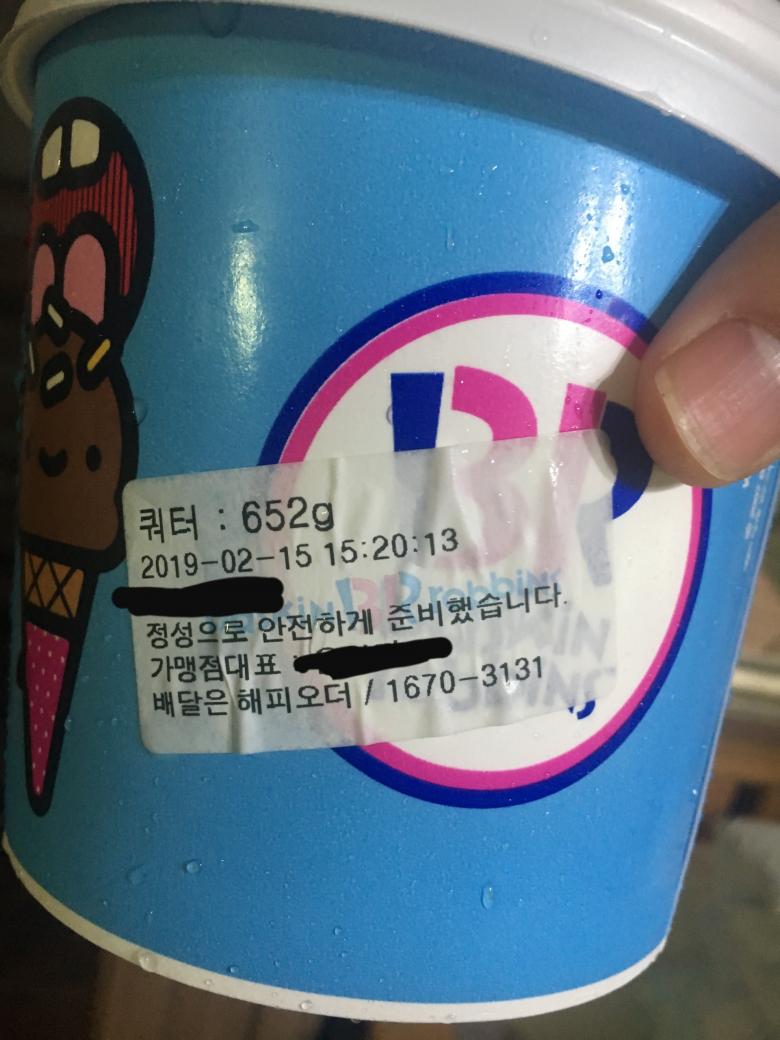 BR
쿼터 : 652g
2019-02-15 15:20:13
정성으로 안전하게 준비했습니다.
가맹점대표
배달은 해피오더 / 1670-3131